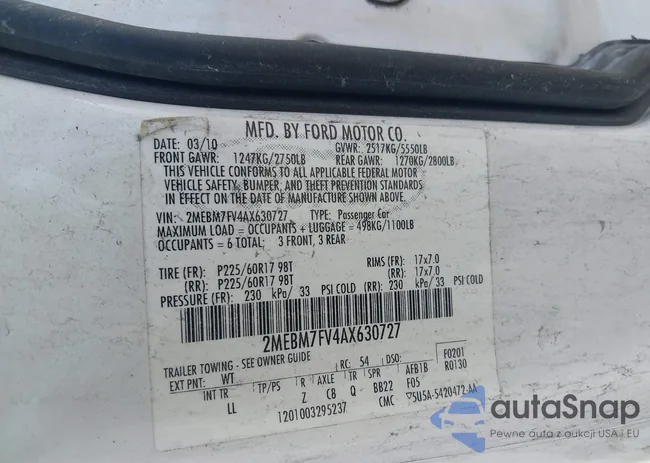 MFD. BY FORD MOTOR CO.
DATE: 03/10 GVWR: 2517KG/5550LB
FRONT GAWR: 1247KG/2750LB REAR GAWR: 1270KG/2800LB
THIS VEHICLE CONFORMS TO ALL APPLICABLE FEDERAL MOTOR
VEHICLE SAFETY, BUMPER, AND THEFT PREVENTION STANDARDS
IN EFFECT ON THE DATE OF MANUFACTURE SHOWN ABOVE.
VIN: 2MEBM7FV4AX630727 TYPE: Passenger Car
MAXIMUM LOAD = OCCUPANTS + LUGGAGE = 498KG/1100LB
OCCUPANTS = 6 TOTAL: 3 FRONT, 3 REAR
TIRE (FR): P225/60R17 98T RIMS (FR): 17x7.0
(RR): P225/60R17 98T (RR): 17x7.0
PRESSURE (FR): 230 kPa/ 33 PSI COLD (RR): 230 kPa/33 PSI COLD
2MEBM7FV4AX630727
TRAILER TOWING - SEE OWNER GUIDE RC: 54 DSO: F0201
EXT PNT: WT AFB1B R0130
INT TR TP/PS R AXLE TR SPR F05
LL Z CB Q BB22
1201003295237 CMC ▽5U5A-5420472-AA
autoSnap
Pewne auta z aukcji USA i EU